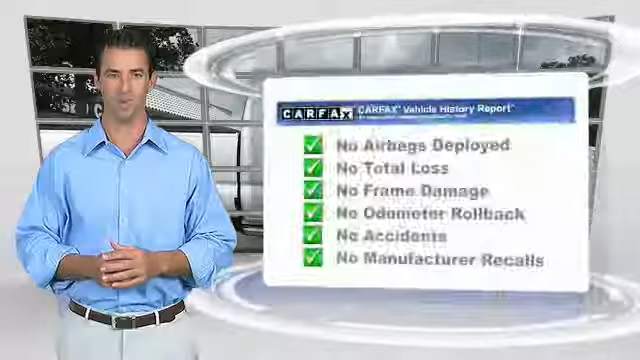 CARFAX CARFAX Vehicle History Report
No Airbags Deployed
No Total Loss
No Frame Damage
No Odometer Rollback
No Accidents
No Manufacturer Recalls